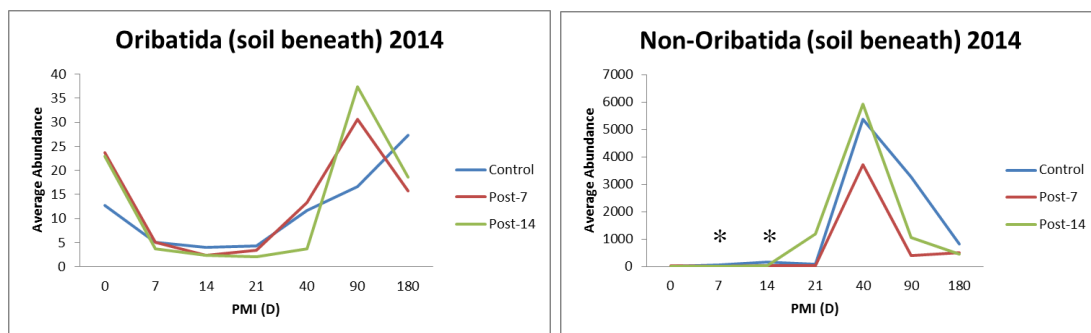 Oribatida (soil beneath) 2014
Average Abundance
40
35
30
25
20
15
10
5
0
0 7 14 21 40 90 180
PMI (D)
Control
Post-7
Post-14
Non-Oribatida (soil beneath) 2014
Average Abundance
7000
6000
5000
4000
3000
2000
1000
0
* *
0 7 14 21 40 90 180
PMI (D)
Control
Post-7
Post-14